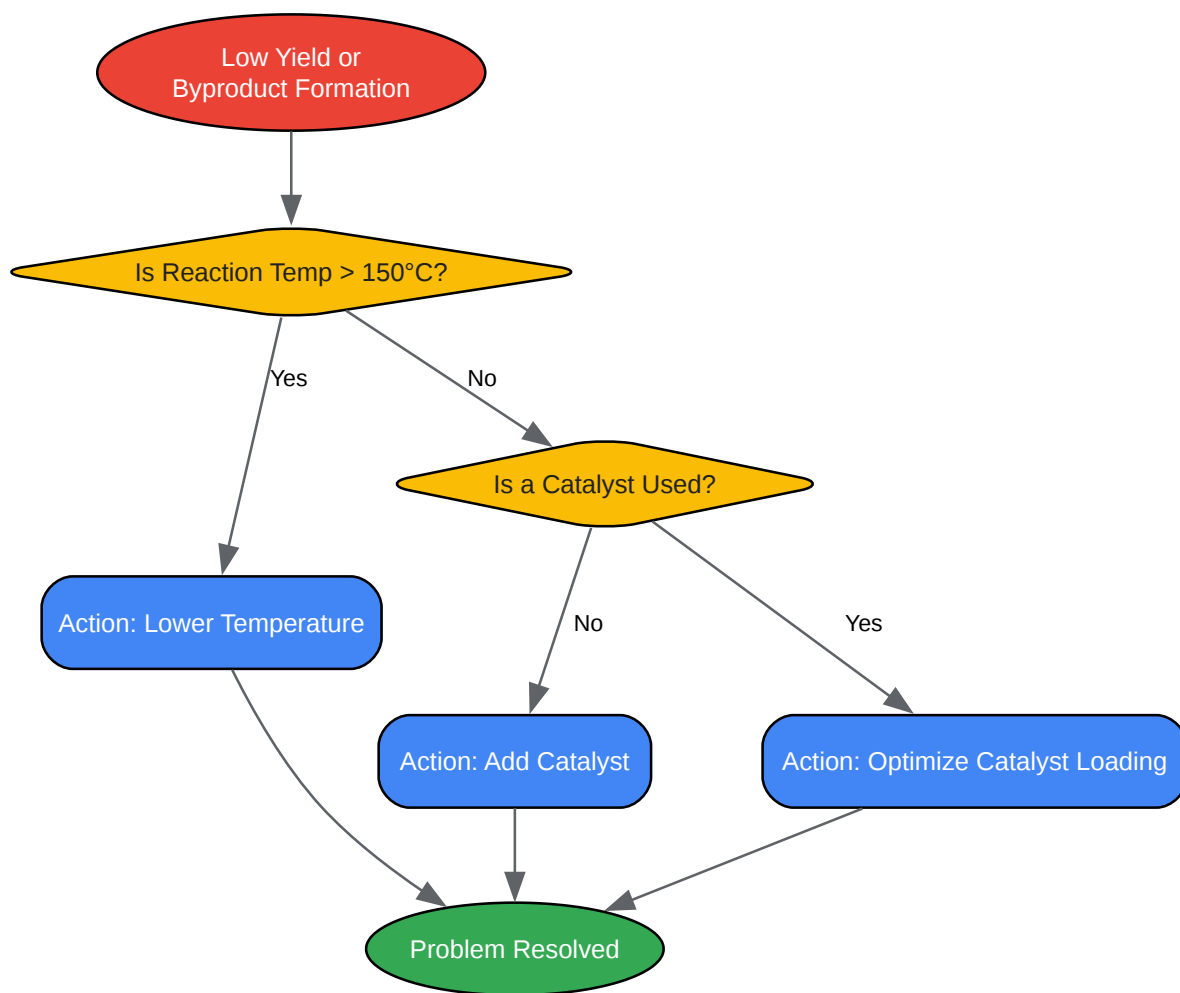 Low Yield or
Byproduct Formation
Is Reaction Temp > 150°C?
Yes
No
Is a Catalyst Used?
Action: Lower Temperature
No
Yes
Action: Add Catalyst
Action: Optimize Catalyst Loading
Problem Resolved